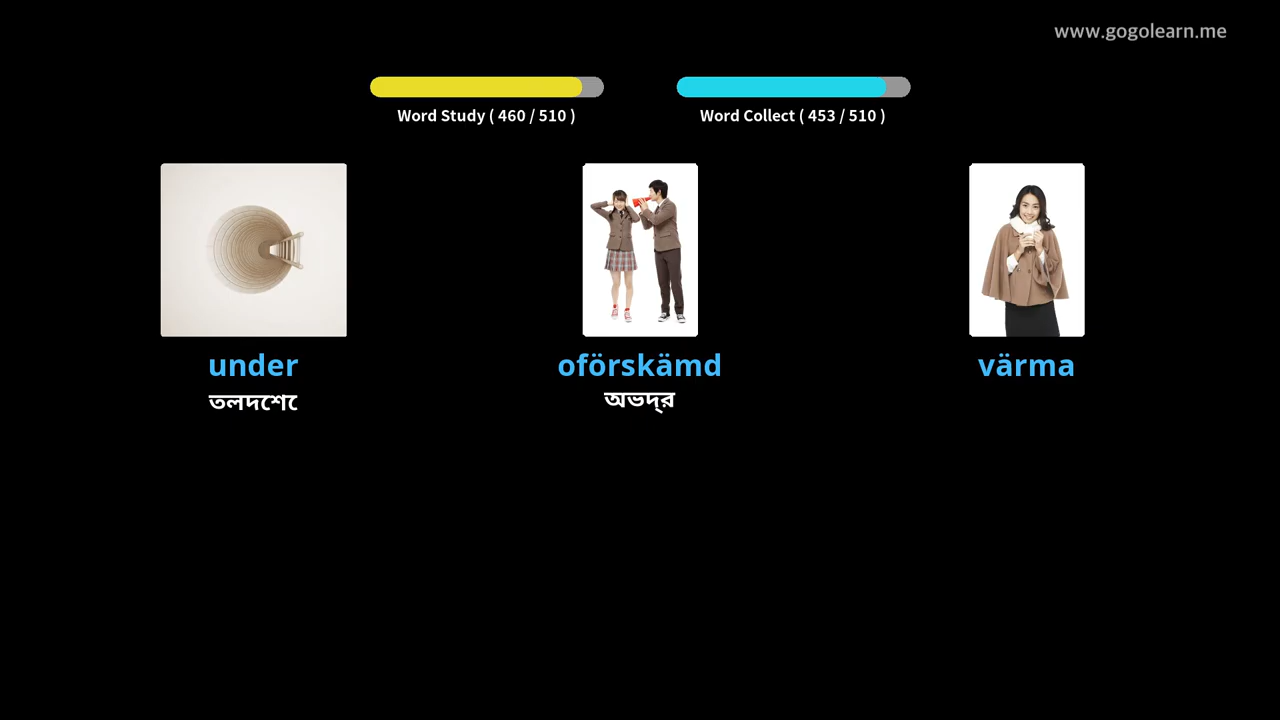 www.gogolearn.me
Word Study ( 460 / 510 )
Word Collect ( 453 / 510 )
under
oförskämd
värma
তলদেশে
অভদ্র